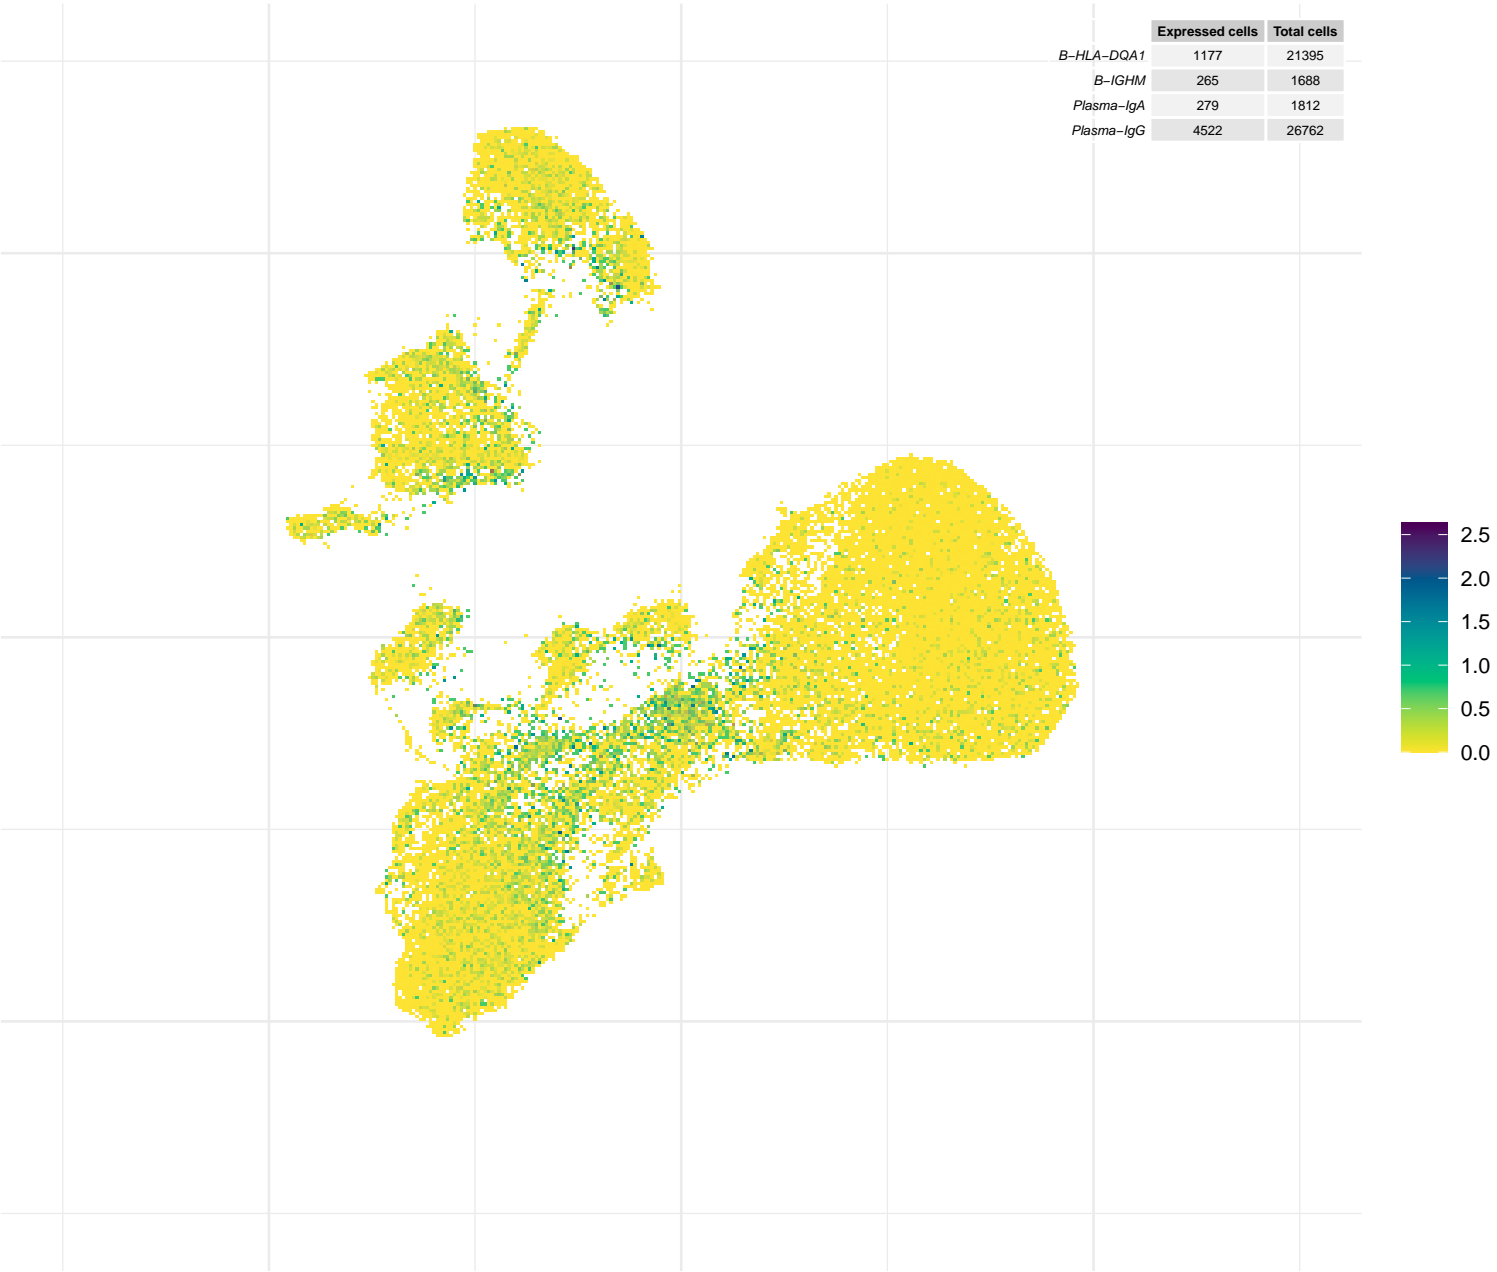 Expressed cells Total cells
B−HLA−DQA1 1177 21395
B−IGHM 265 1688
Plasma−IgA 279 1812
Plasma−IgG 4522 26762
2.5
2.0
1.5
1.0
0.5
0.0